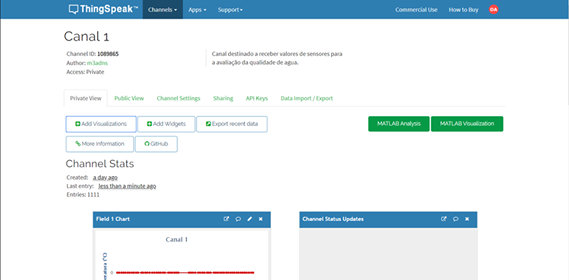 ThingSpeak™ Channels Apps Support Commercial Use How to Buy DA
Canal 1
Channel ID: 1089865
Author: m3adns
Access: Private
Canal destinado a receber valores de sensores para
a avaliação da qualidade de agua.
Private View Public View Channel Settings Sharing API Keys Data Import / Export
Add Visualizations Add Widgets Export recent data MATLAB Analysis MATLAB Visualization
More Information GitHub
Channel Stats
Created: a day ago
Last entry: less than a minute ago
Entries: 1111
Field 1 Chart Channel Status Updates
Canal 1
0